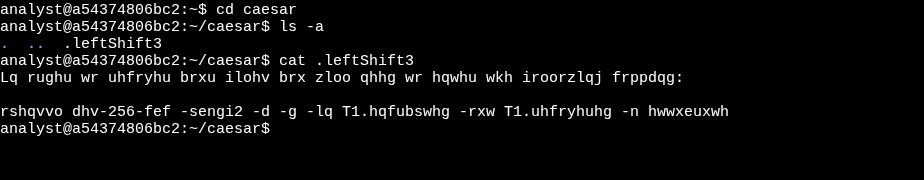 analyst@a54374806bc2:~$ cd caesar
analyst@a54374806bc2:~/caesar$ ls -a
.  ..  .leftShift3
analyst@a54374806bc2:~/caesar$ cat .leftShift3
Lq rughu wr uhfryhu brxu ilohv brx zloo qhhg wr hqwhu wkh iroorzlqj frppdqg:
rshqvvo dhv-256-fef -sengi2 -d -g -lq T1.hqfubswhg -rxw T1.uhfryhuhg -n hwwxeuxwh
analyst@a54374806bc2:~/caesar$